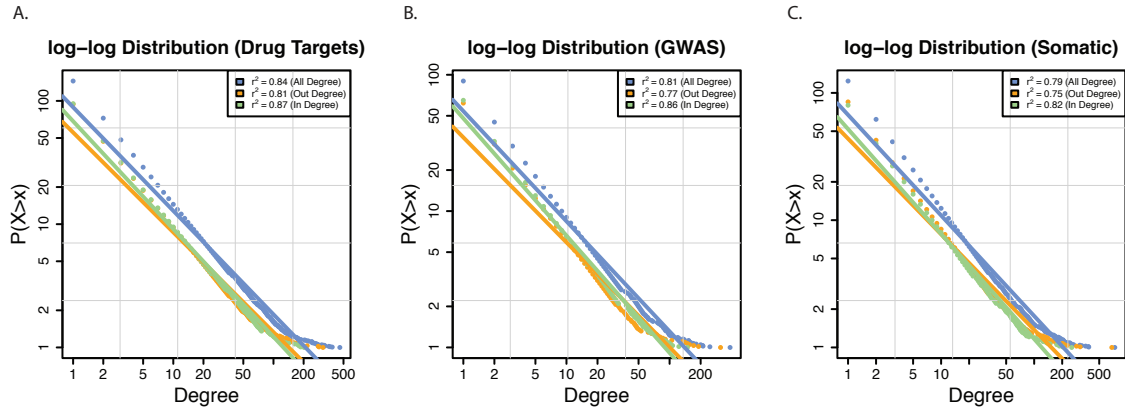 A.
log–log Distribution (Drug Targets)
r² = 0.84 (All Degree)
r² = 0.81 (Out Degree)
r² = 0.87 (In Degree)
P(X>x)
100
50
20
10
5
2
1
1 2 5 10 20 50 200 500
Degree
B.
log–log Distribution (GWAS)
r² = 0.81 (All Degree)
r² = 0.77 (Out Degree)
r² = 0.86 (In Degree)
P(X>x)
100
50
20
10
5
2
1
1 2 5 10 20 50 200
Degree
C.
log–log Distribution (Somatic)
r² = 0.79 (All Degree)
r² = 0.75 (Out Degree)
r² = 0.82 (In Degree)
P(X>x)
100
50
20
10
5
2
1
1 2 5 10 50 200 500
Degree